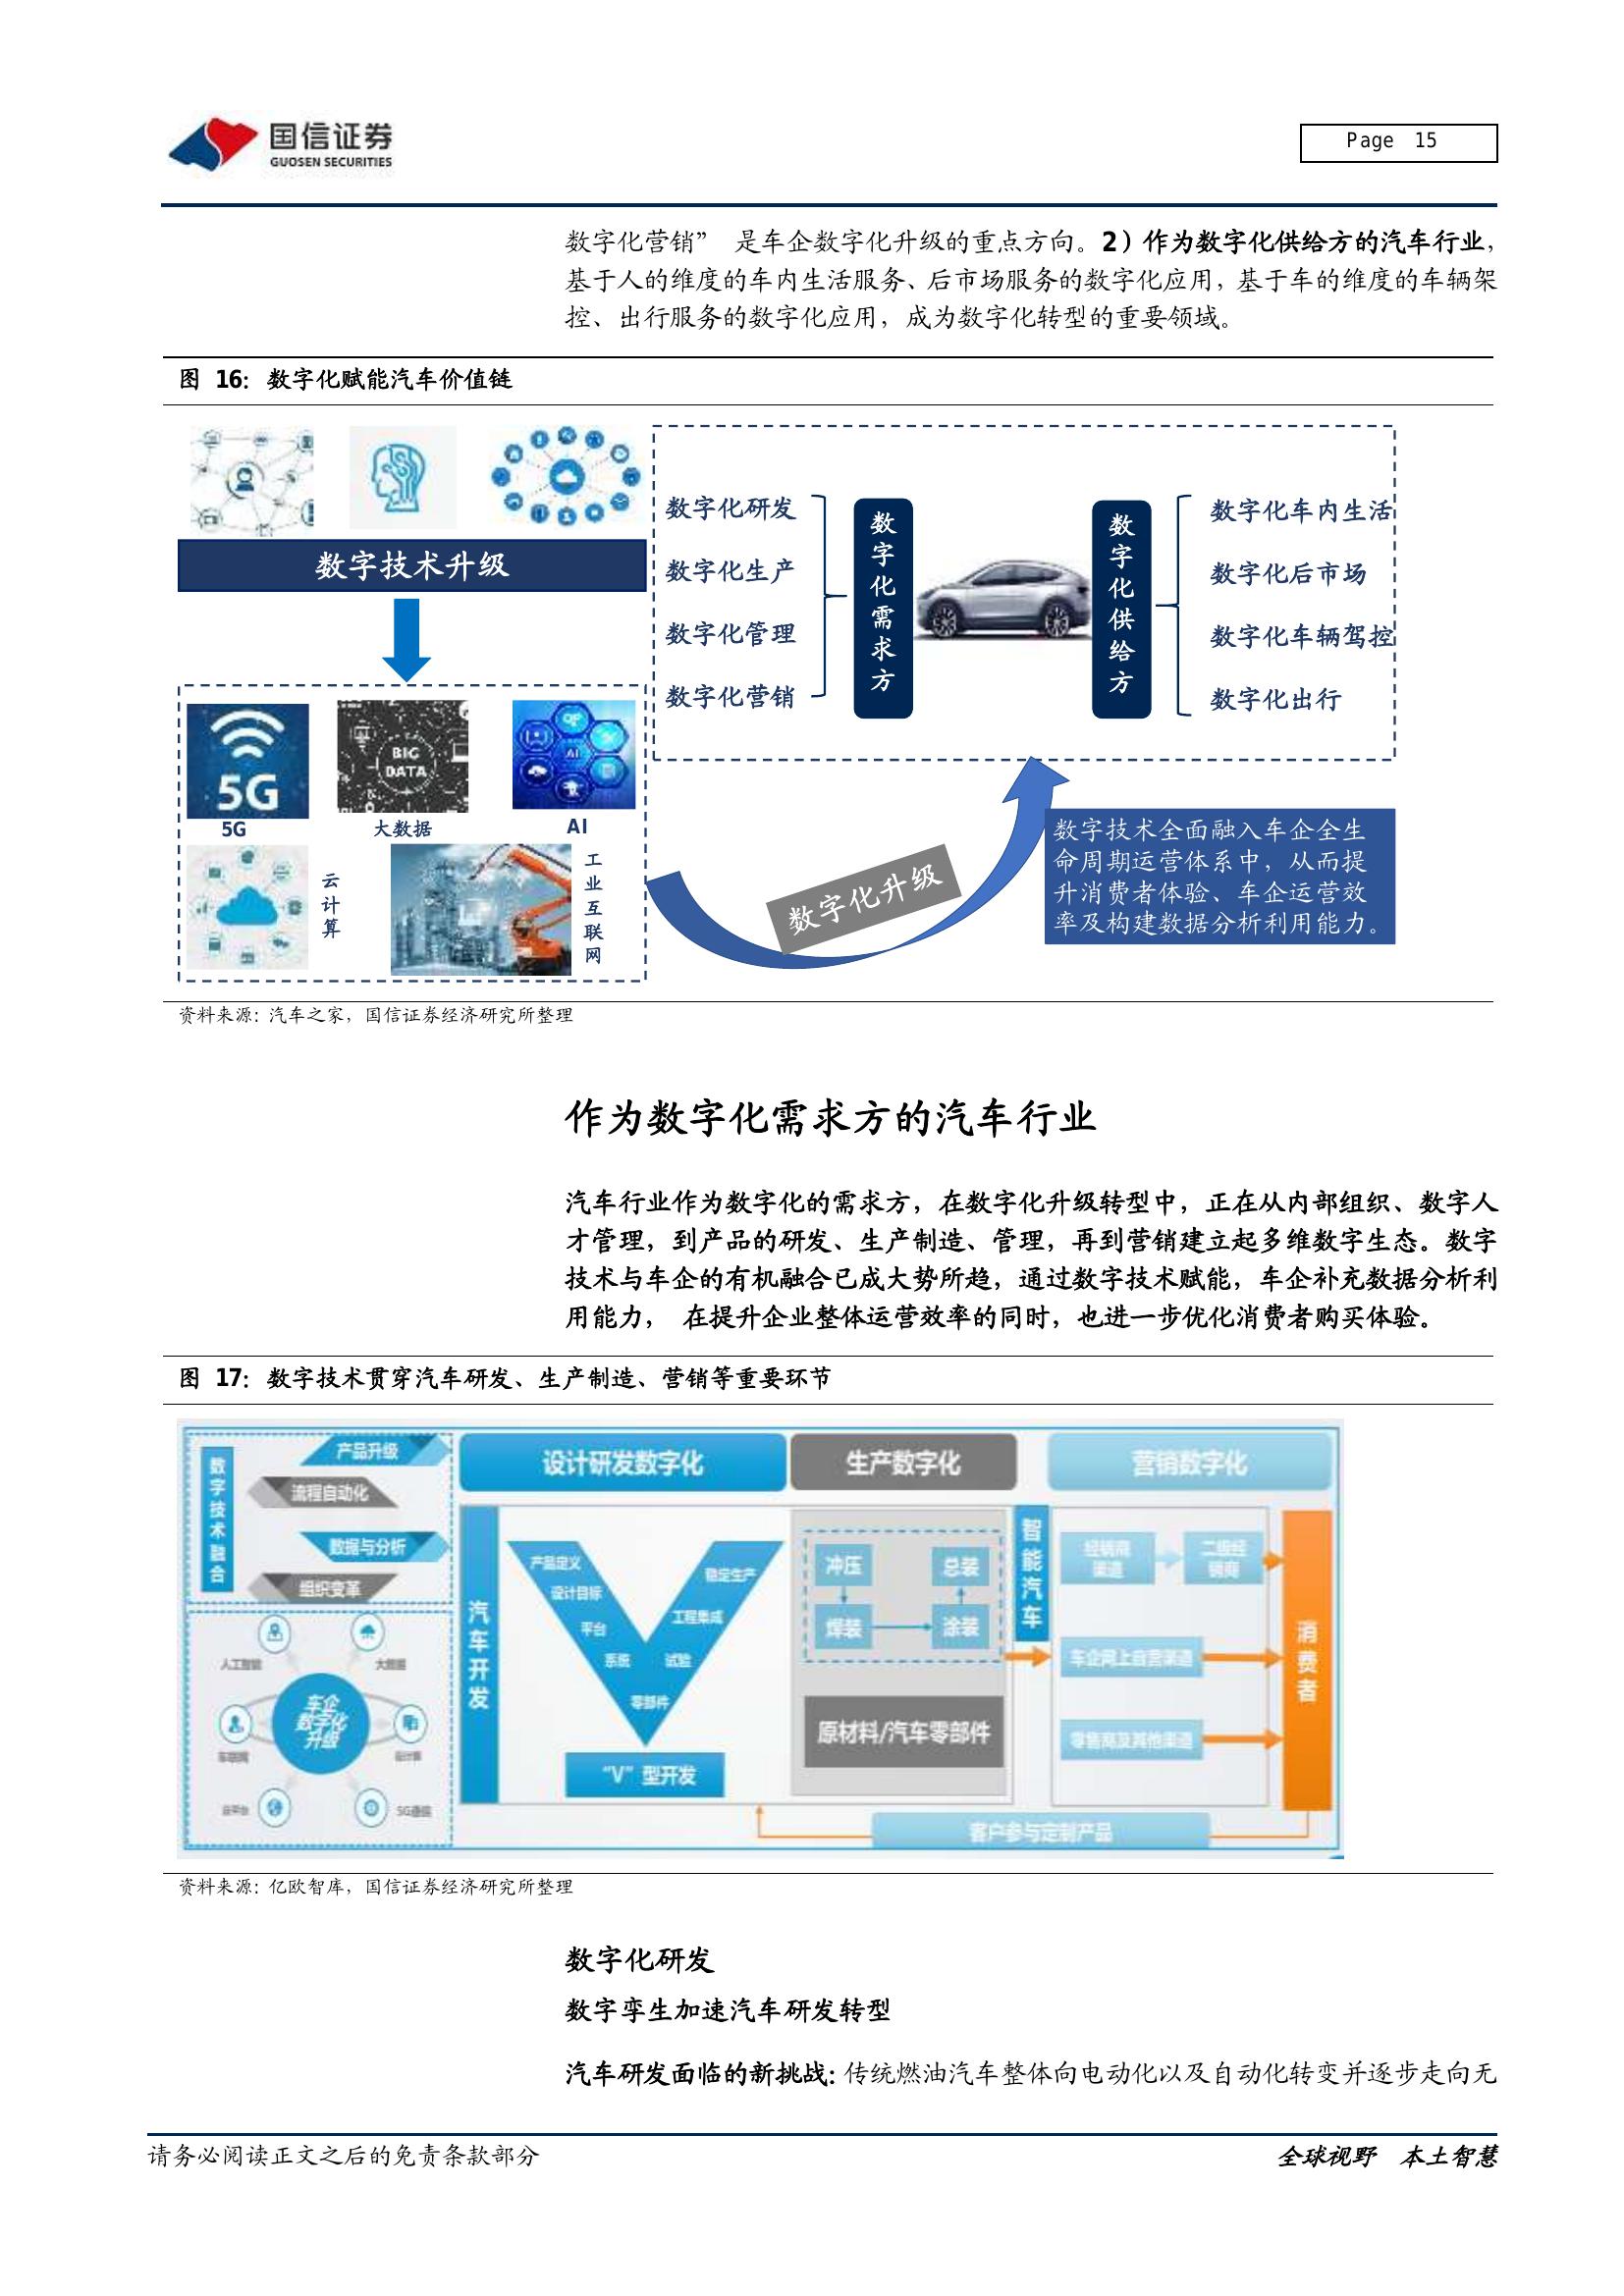 国信证券
GUOSEN SECURITIES
Page 15
数字化营销” 是车企数字化升级的重点方向。2）作为数字化供给方的汽车行业，
基于人的维度的车内生活服务、后市场服务的数字化应用，基于车的维度的车辆架
控、出行服务的数字化应用，成为数字化转型的重要领域。
图 16：数字化赋能汽车价值链
数字技术升级
5G
5G
BIG
DATA
大数据
AI
AI
云计算
工业互联网
数字化研发
数字化生产
数字化管理
数字化营销
数字化需求方
数字化供给方
数字化车内生活
数字化后市场
数字化车辆驾控
数字化出行
数字化升级
数字技术全面融入车企全生
命周期运营体系中，从而提
升消费者体验、车企运营效
率及构建数据分析利用能力。
资料来源：汽车之家，国信证券经济研究所整理
作为数字化需求方的汽车行业
汽车行业作为数字化的需求方，在数字化升级转型中，正在从内部组织、数字人
才管理，到产品的研发、生产制造、管理，再到营销建立起多维数字生态。数字
技术与车企的有机融合已成大势所趋，通过数字技术赋能，车企补充数据分析利
用能力， 在提升企业整体运营效率的同时，也进一步优化消费者购买体验。
图 17：数字技术贯穿汽车研发、生产制造、营销等重要环节
数字技术融合
产品升级
流程自动化
数据与分析
组织变革
人工智能
大数据
车联网
云计算
云平台
5G通信
车企
数字化
升级
设计研发数字化
汽车开发
产品定义
设计目标
平台
系统
零部件
试验
工程集成
稳定生产
“V”型开发
生产数字化
冲压
总装
焊装
涂装
原材料/汽车零部件
智能汽车
营销数字化
经销商
渠道
二级经
销商
车企网上自营渠道
零售商及其他渠道
消费者
客户参与定制产品
资料来源：亿欧智库，国信证券经济研究所整理
数字化研发
数字孪生加速汽车研发转型
汽车研发面临的新挑战：传统燃油汽车整体向电动化以及自动化转变并逐步走向无
请务必阅读正文之后的免责条款部分
全球视野 本土智慧